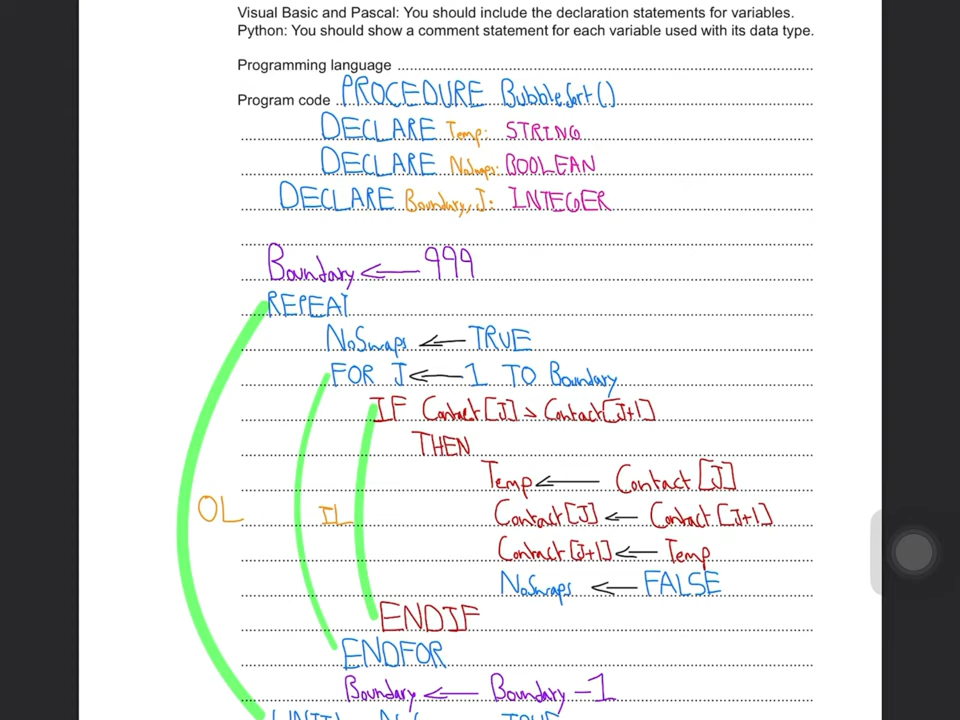 Visual Basic and Pascal: You should include the declaration statements for variables.
Python: You should show a comment statement for each variable used with its data type.
Programming language
Program code PROCEDURE BubbleSort()
DECLARE Temp: STRING
DECLARE NoSwaps: BOOLEAN
DECLARE Boundary, J: INTEGER
Boundary ← 999
REPEAT
NoSwaps ← TRUE
FOR J ← 1 TO Boundary
IF Contact[J] > Contact[J+1]
THEN
Temp ← Contact[J]
OL IL Contact[J] ← Contact[J+1]
Contact[J+1] ← Temp
NoSwaps ← FALSE
ENDIF
ENDFOR
Boundary ← Boundary - 1